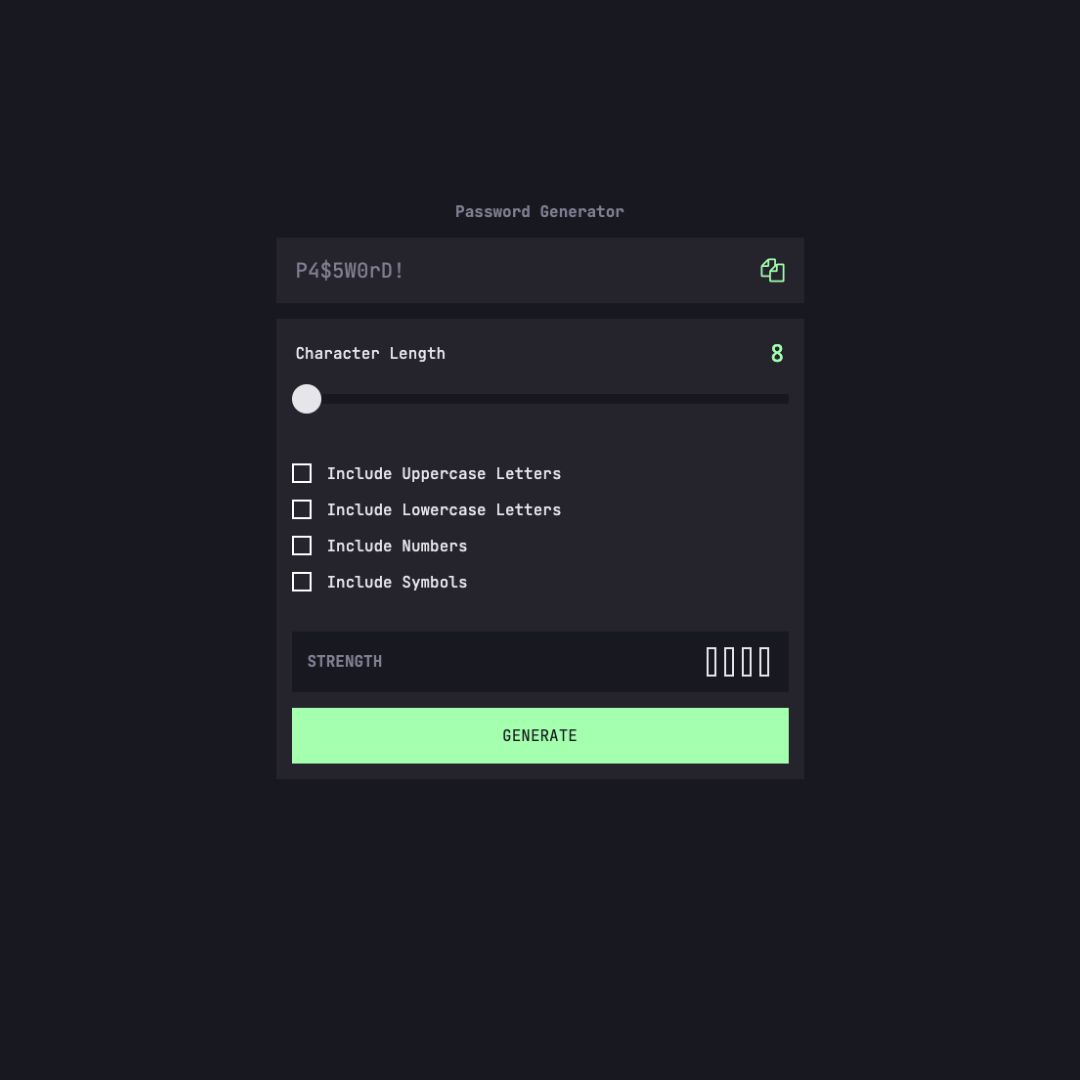 Password Generator
P4$5W0rD!
Character Length 8
Include Uppercase Letters
Include Lowercase Letters
Include Numbers
Include Symbols
STRENGTH
GENERATE